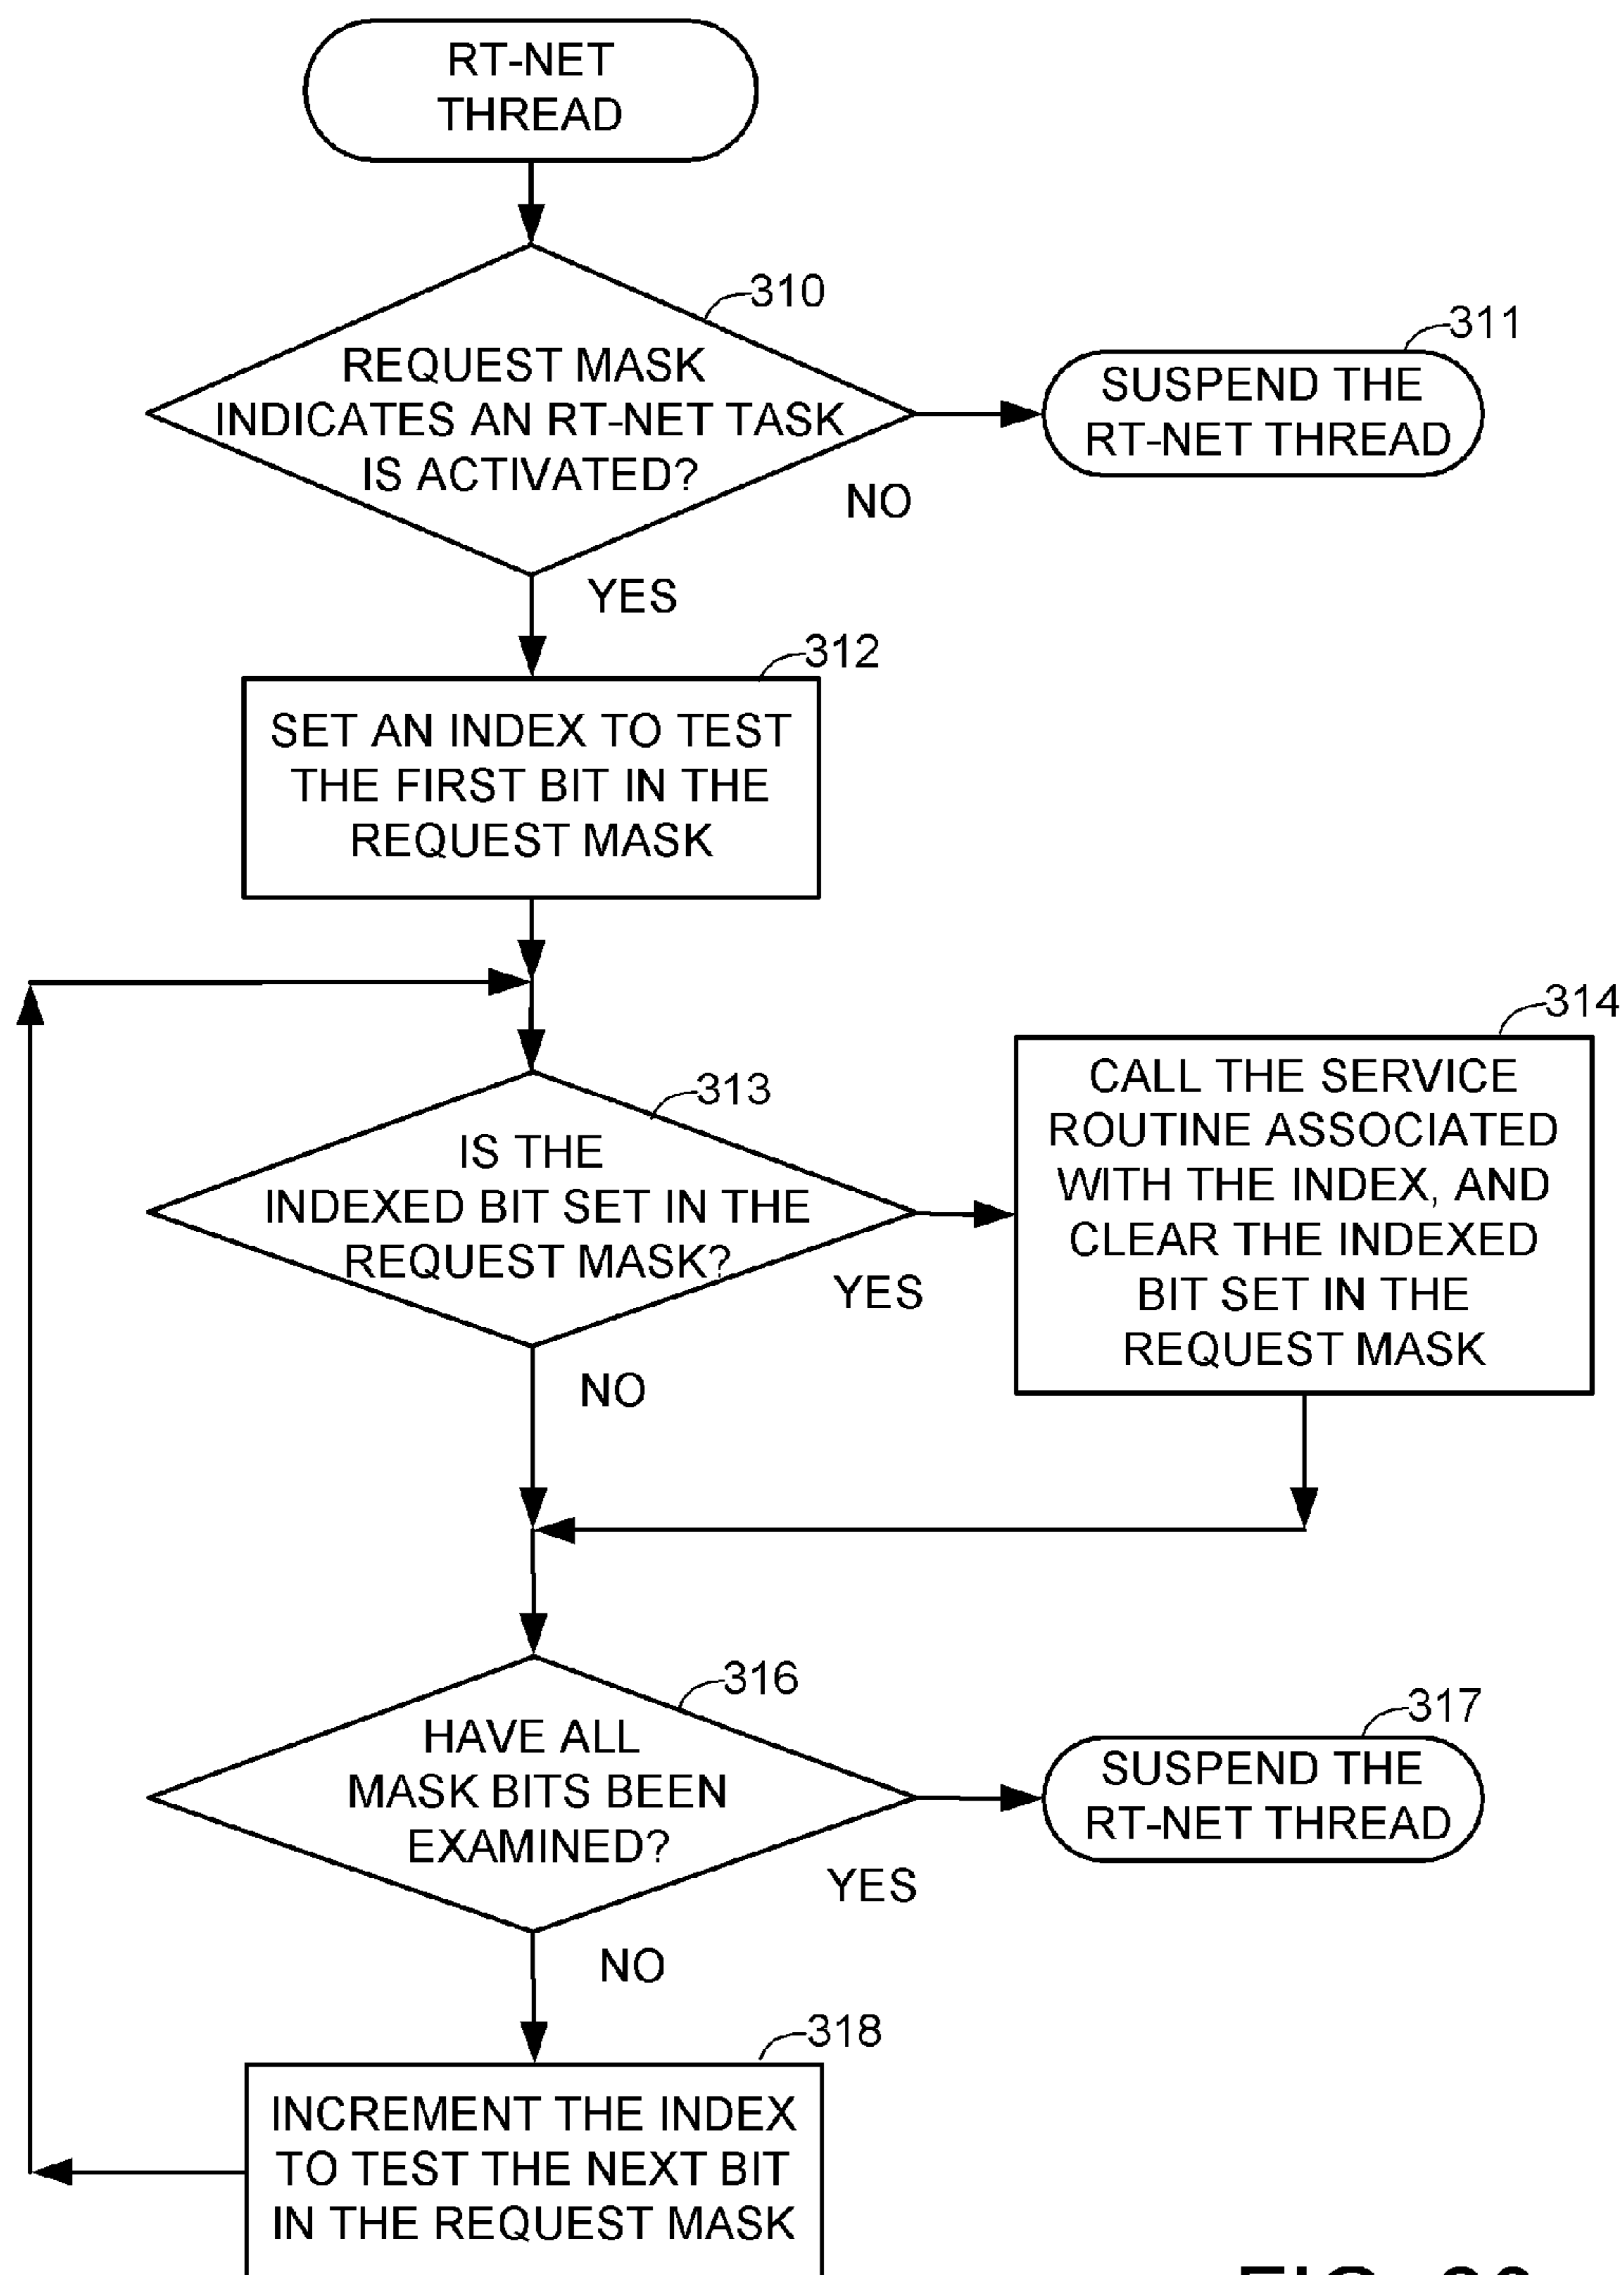 RT-NET
THREAD
310
REQUEST MASK
INDICATES AN RT-NET TASK
IS ACTIVATED?
311
SUSPEND THE
RT-NET THREAD
NO
YES
312
SET AN INDEX TO TEST
THE FIRST BIT IN THE
REQUEST MASK
313
IS THE
INDEXED BIT SET IN THE
REQUEST MASK?
YES
314
CALL THE SERVICE
ROUTINE ASSOCIATED
WITH THE INDEX, AND
CLEAR THE INDEXED
BIT SET IN THE
REQUEST MASK
NO
316
HAVE ALL
MASK BITS BEEN
EXAMINED?
317
SUSPEND THE
RT-NET THREAD
YES
NO
318
INCREMENT THE INDEX
TO TEST THE NEXT BIT
IN THE REQUEST MASK